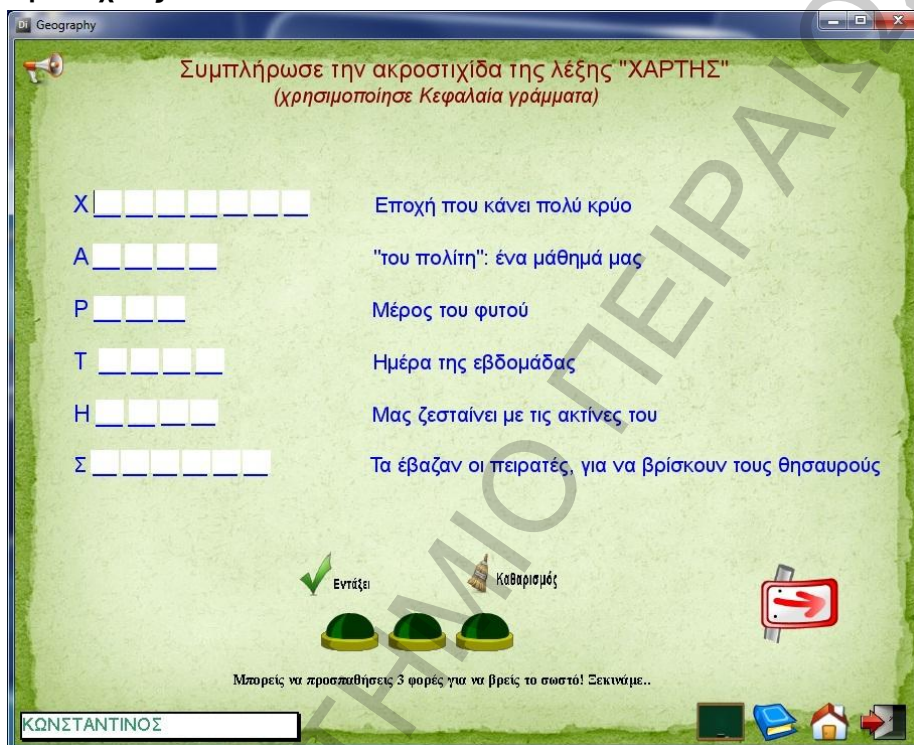 Geography
Συμπλήρωσε την ακροστιχίδα της λέξης "ΧΑΡΤΗΣ"
(χρησιμοποίησε Κεφαλαία γράμματα)
Χ Εποχή που κάνει πολύ κρύο
Α "του πολίτη": ένα μάθημά μας
Ρ Μέρος του φυτού
Τ Ημέρα της εβδομάδας
Η Μας ζεσταίνει με τις ακτίνες του
Σ Τα έβαζαν οι πειρατές, για να βρίσκουν τους θησαυρούς
Εντάξει Καθαρισμός
Μπορείς να προσπαθήσεις 3 φορές για να βρείς το σωστό! Ξεκινάμε..
ΚΩΝΣΤΑΝΤΙΝΟΣ
ΠΕΙΡΑΙΩΣ